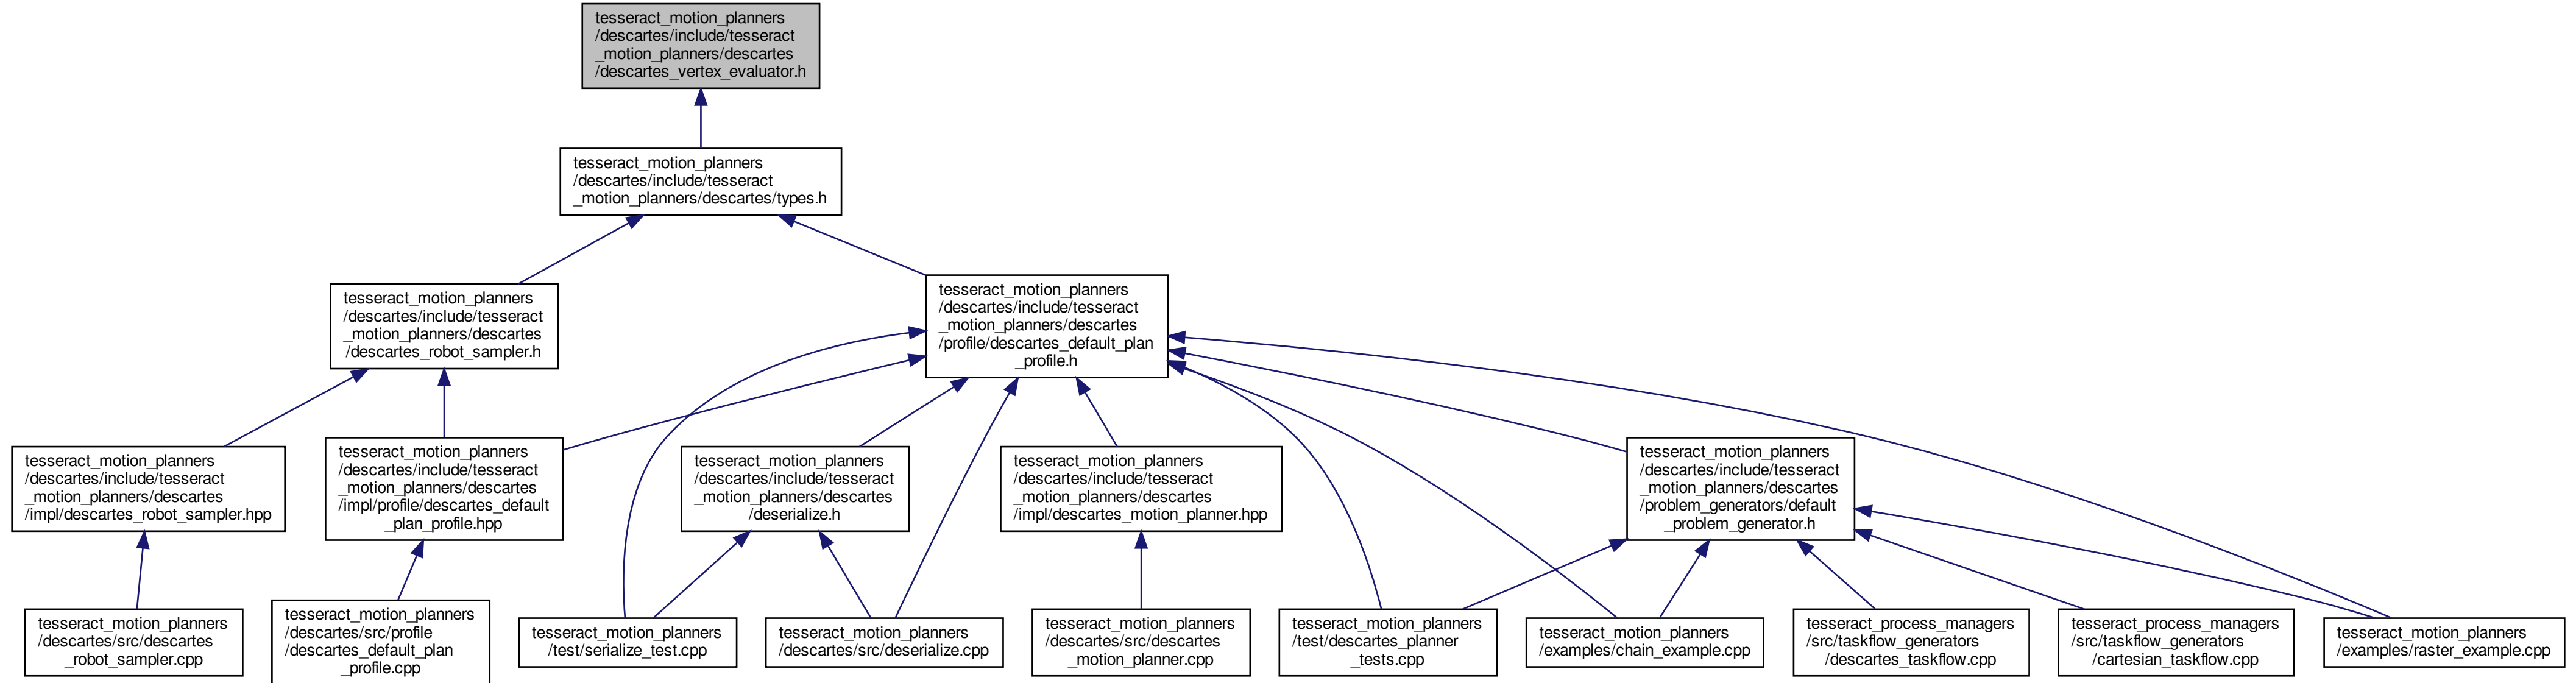 tesseract_motion_planners
/descartes/include/tesseract
_motion_planners/descartes
/descartes_vertex_evaluator.h
tesseract_motion_planners
/descartes/include/tesseract
_motion_planners/descartes/types.h
tesseract_motion_planners
/descartes/include/tesseract
_motion_planners/descartes
/descartes_robot_sampler.h
tesseract_motion_planners
/descartes/include/tesseract
_motion_planners/descartes
/profile/descartes_default_plan
_profile.h
tesseract_motion_planners
/descartes/include/tesseract
_motion_planners/descartes
/impl/descartes_robot_sampler.hpp
tesseract_motion_planners
/descartes/include/tesseract
_motion_planners/descartes
/impl/profile/descartes_default
_plan_profile.hpp
tesseract_motion_planners
/descartes/include/tesseract
_motion_planners/descartes
/deserialize.h
tesseract_motion_planners
/descartes/include/tesseract
_motion_planners/descartes
/impl/descartes_motion_planner.hpp
tesseract_motion_planners
/descartes/include/tesseract
_motion_planners/descartes
/problem_generators/default
_problem_generator.h
tesseract_motion_planners
/descartes/src/descartes
_robot_sampler.cpp
tesseract_motion_planners
/descartes/src/profile
/descartes_default_plan
_profile.cpp
tesseract_motion_planners
/test/serialize_test.cpp
tesseract_motion_planners
/descartes/src/deserialize.cpp
tesseract_motion_planners
/descartes/src/descartes
_motion_planner.cpp
tesseract_motion_planners
/test/descartes_planner
_tests.cpp
tesseract_motion_planners
/examples/chain_example.cpp
tesseract_process_managers
/src/taskflow_generators
/descartes_taskflow.cpp
tesseract_process_managers
/src/taskflow_generators
/cartesian_taskflow.cpp
tesseract_motion_planners
/examples/raster_example.cpp